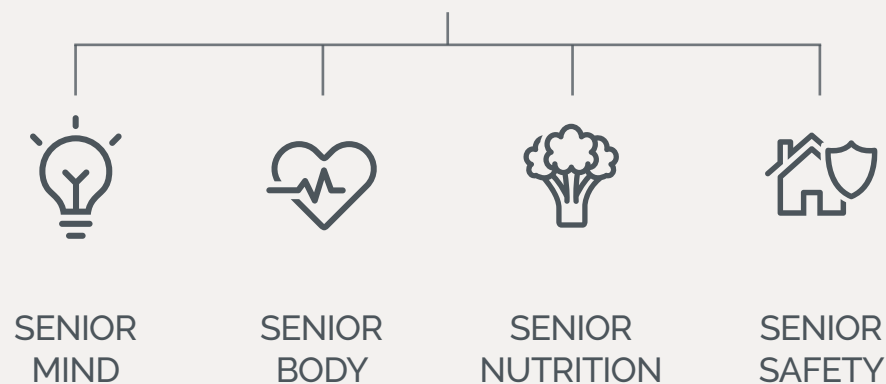 SENIOR
MIND
SENIOR
BODY
SENIOR
NUTRITION
SENIOR
SAFETY